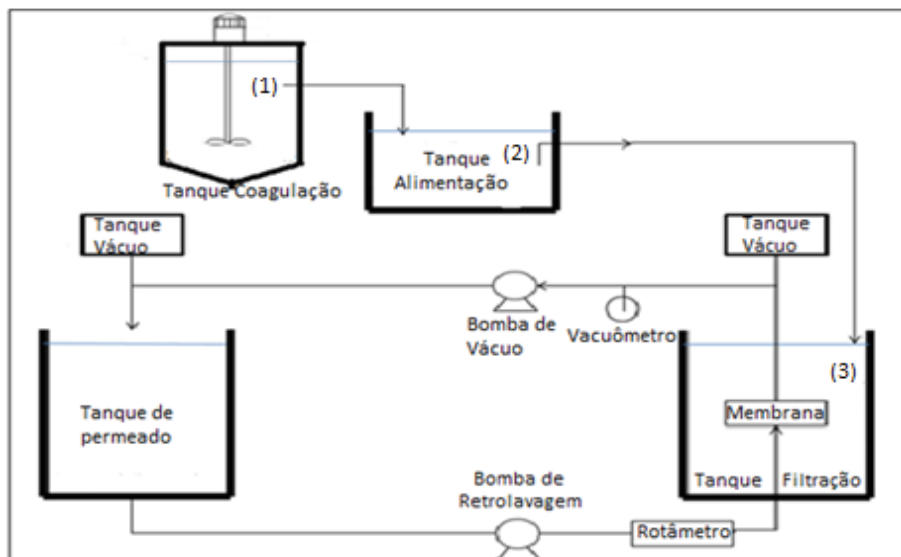 (1)
Tanque Coagulação
Tanque
Alimentação
(2)
Tanque
Vácuo
Tanque
Vácuo
Bomba de
Vácuo
Vacuômetro
(3)
Tanque de
permeado
Membrana
Tanque Filtração
Bomba de
Retrolavagem
Rotâmetro